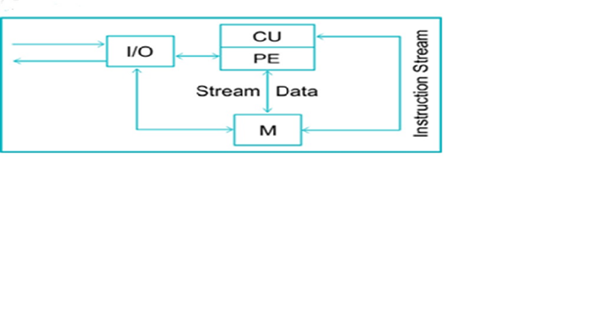 I/O
CU
PE
Stream Data
M
Instruction Stream